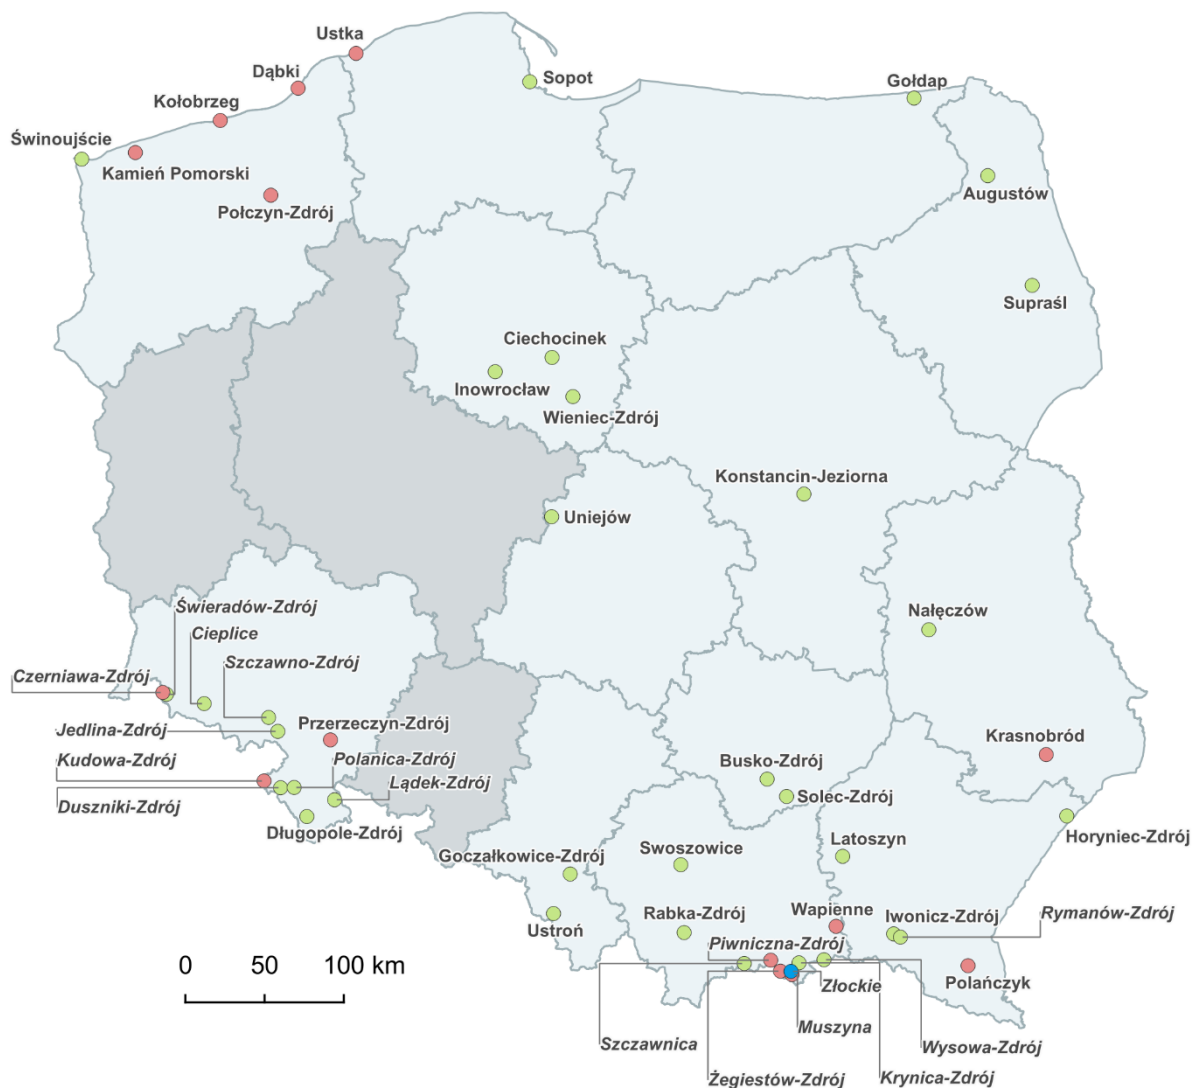 Ustka
Dąbki
Sopot
Gołdap
Kołobrzeg
Świnoujście
Kamień Pomorski
Augustów
Połczyn-Zdrój
Supraśl
Ciechocinek
Inowrocław
Wieniec-Zdrój
Konstancin-Jeziorna
Uniejów
Świeradów-Zdrój
Nałęczów
Cieplice
Szczawno-Zdrój
Czerniawa-Zdrój
Przerzeczyn-Zdrój
Jedlina-Zdrój
Krasnobród
Kudowa-Zdrój
Polanica-Zdrój
Busko-Zdrój
Lądek-Zdrój
Solec-Zdrój
Duszniki-Zdrój
Długopole-Zdrój
Horyniec-Zdrój
Latoszyn
Swoszowice
Goczałkowice-Zdrój
Rabka-Zdrój
Wapienne
Iwonicz-Zdrój
Rymanów-Zdrój
Ustroń
Piwniczna-Zdrój
0 50 100 km
Złockie
Polańczyk
Muszyna
Szczawnica
Wysowa-Zdrój
Żegiestów-Zdrój
Krynica-Zdrój